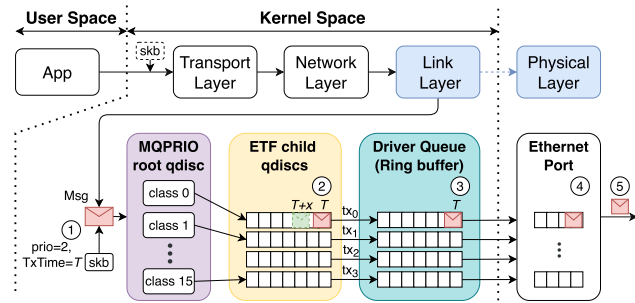 User Space
Kernel Space
App
skb
Transport
Layer
Network
Layer
Link
Layer
Physical
Layer
MQPRIO
root qdisc
ETF child
qdiscs
Driver Queue
(Ring buffer)
Ethernet
Port
Msg
1
prio=2,
TxTime=T
skb
class 0
class 1
class 15
2
T+x T
tx0
tx1
tx2
tx3
3
T
4
5